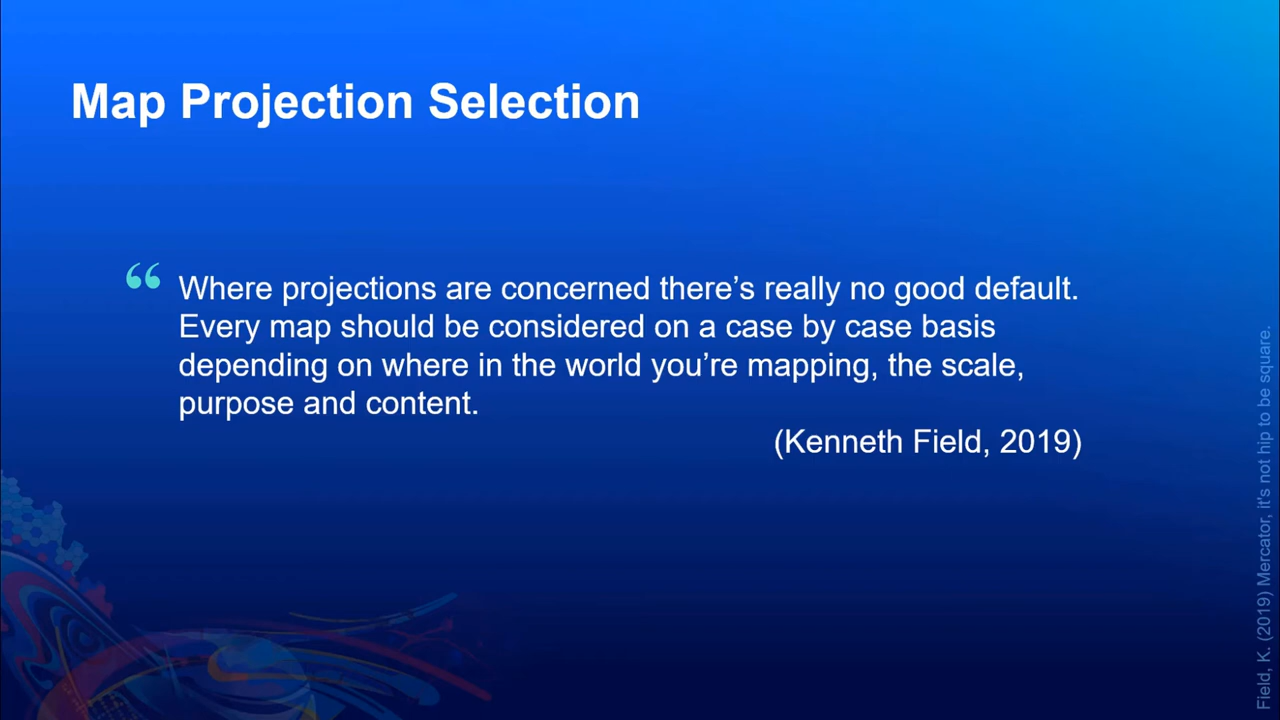 Map Projection Selection
“ Where projections are concerned there’s really no good default.
Every map should be considered on a case by case basis
depending on where in the world you’re mapping, the scale,
purpose and content.
(Kenneth Field, 2019)
Field, K. (2019) Mercator, it's not hip to be square.